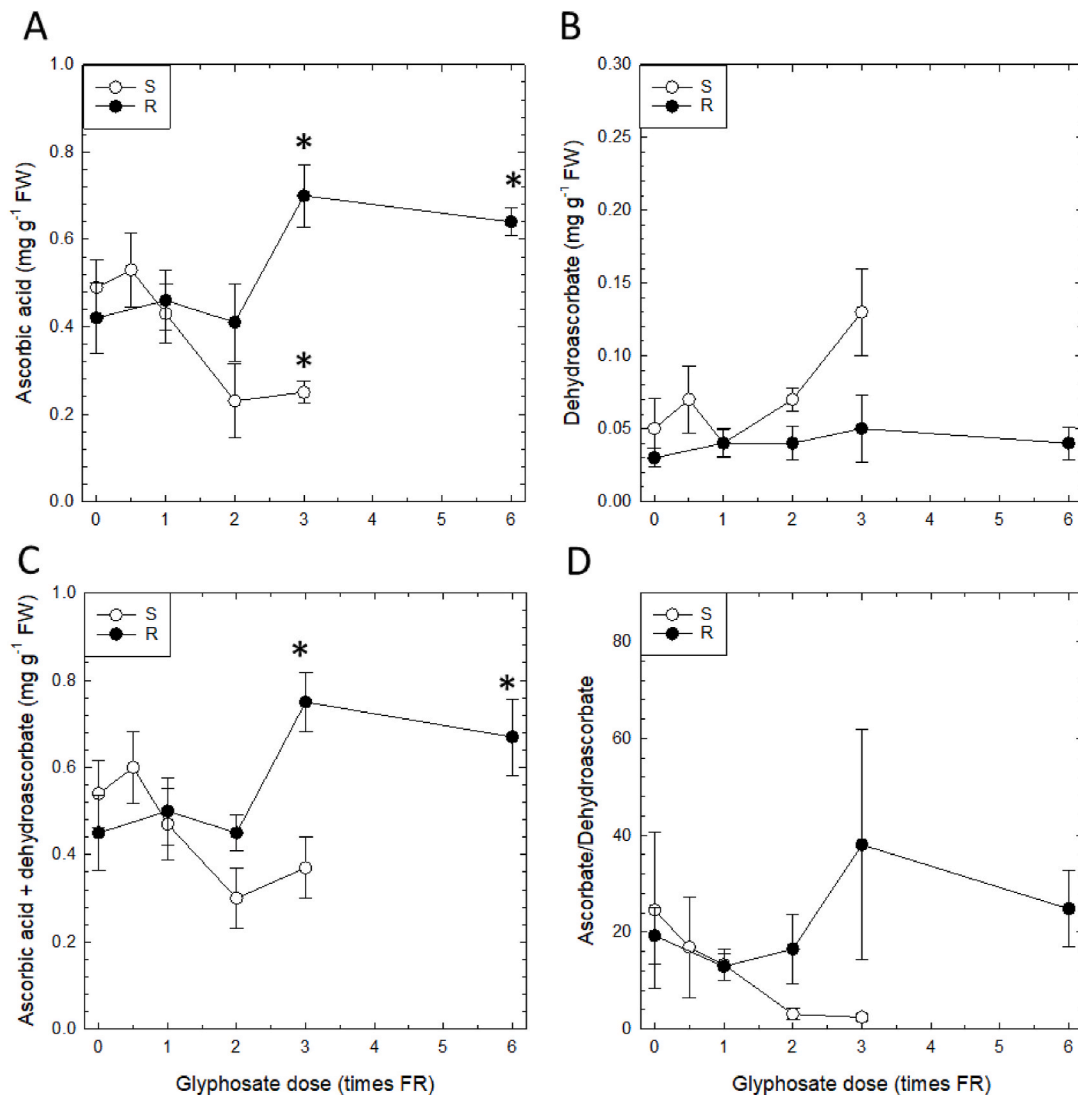 A
S
R
Ascorbic acid (mg g-1 FW)
1.0
0.8
0.6
0.4
0.2
0.0
* * *
0 1 2 3 4 5 6
B
S
R
Dehydroascorbate (mg g-1 FW)
0.30
0.25
0.20
0.15
0.10
0.05
0.00
0 1 2 3 4 5 6
C
S
R
Ascorbic acid + dehydroascorbate (mg g-1 FW)
1.0
0.8
0.6
0.4
0.2
0.0
* *
0 1 2 3 4 5 6
Glyphosate dose (times FR)
D
S
R
Ascorbate/Dehydroascorbate
80
60
40
20
0
0 1 2 3 4 5 6
Glyphosate dose (times FR)